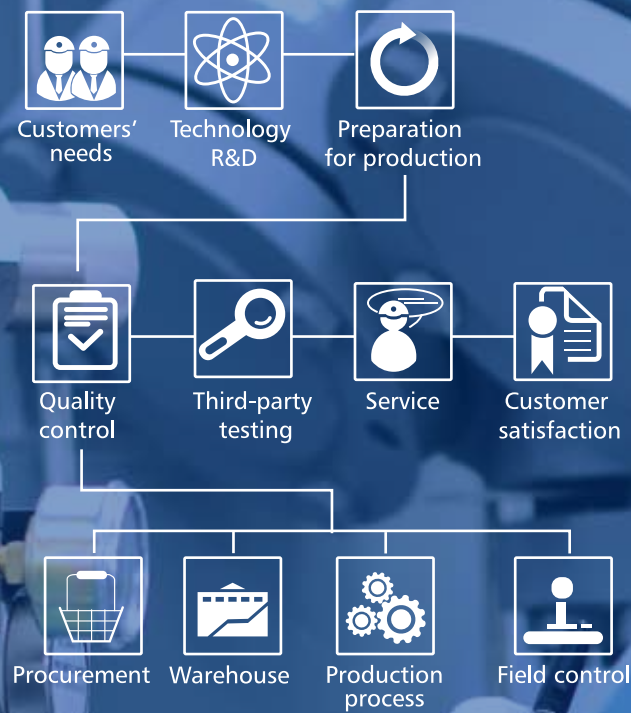 Customers’
needs
Technology
R&D
Preparation
for production
Quality
control
Third-party
testing
Service
Customer
satisfaction
Procurement
Warehouse
Production
process
Field control